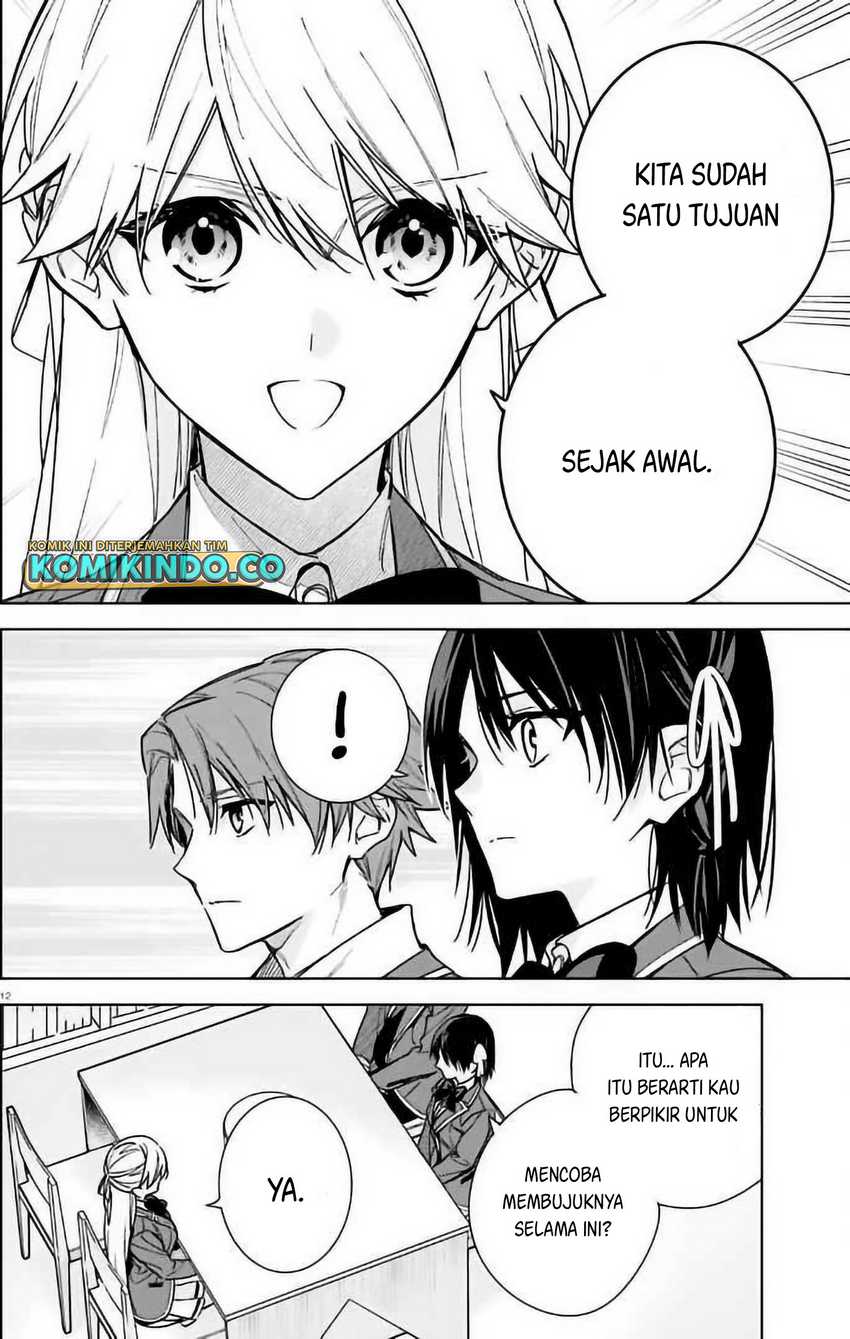 KITA SUDAH
SATU TUJUAN
SEJAK AWAL.
KOMIK INI DITERJEMAHKAN TIM
KOMIKINDO.CO
!
12
ITU... APA
ITU BERARTI KAU
BERPIKIR UNTUK
MENCOBA
MEMBUJUKNYA
SELAMA INI?
YA.